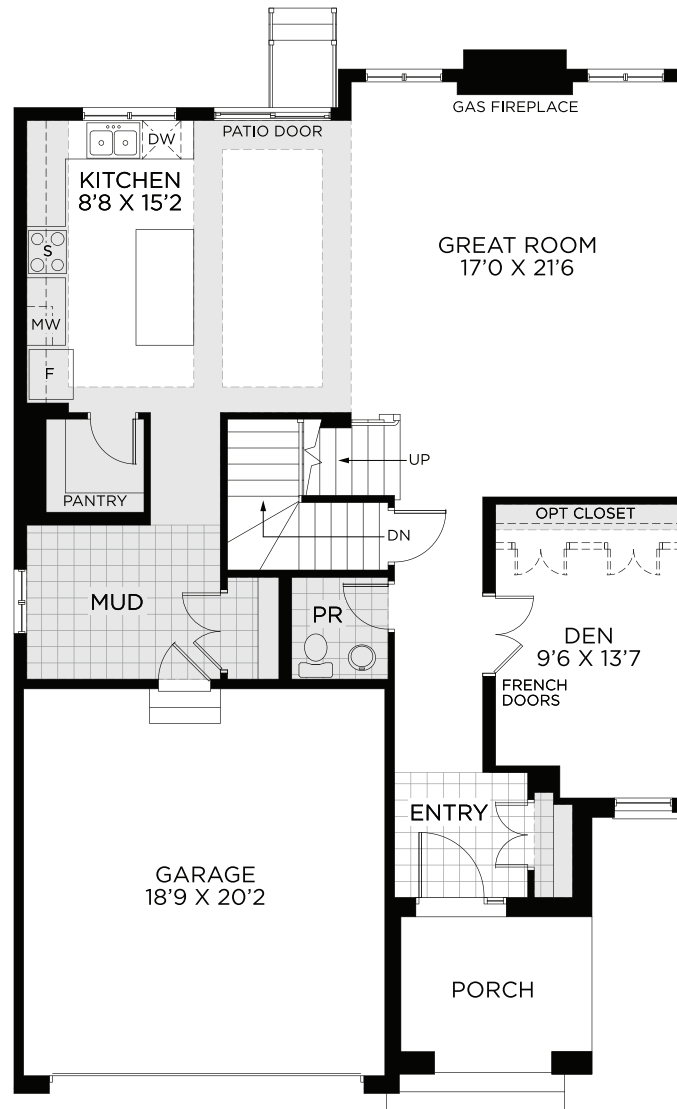 GAS FIREPLACE
PATIO DOOR
DW
KITCHEN
8'8 X 15'2
GREAT ROOM
17'0 X 21'6
S
MW
F
UP
PANTRY
OPT CLOSET
DN
MUD
PR
DEN
9'6 X 13'7
FRENCH
DOORS
ENTRY
GARAGE
18'9 X 20'2
PORCH